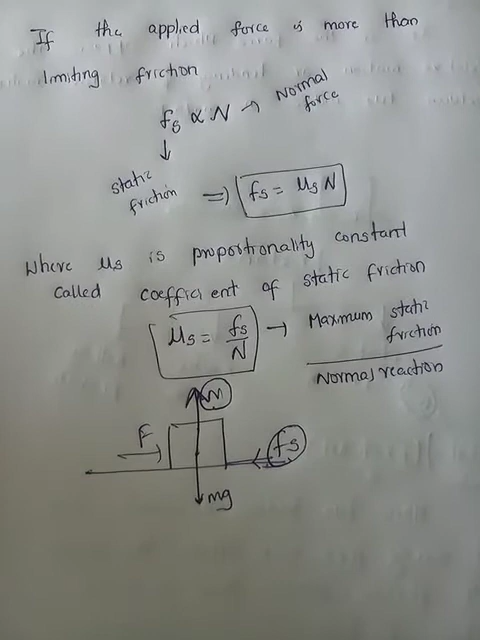 If the applied force is more than
limiting friction
fs ∝ N → Normal force
↓
static friction ⇒ fs = μs N
Where μs is proportionality constant
called coefficient of static friction
μs = fs/N → Maximum static friction / Normal reaction
N
F
fs
mg